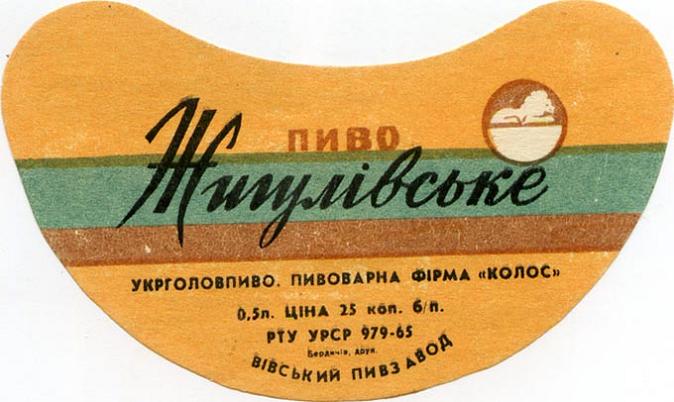 ПИВО
Жигулівське
УКРГОЛОВПИВО. ПИВОВАРНА ФІРМА «КОЛОС»
0,5л. ЦІНА 25 коп. б/п.
РТУ УРСР 979-65
Бердичів, друк.
ВІВСЬКИЙ ПИВЗАВОД